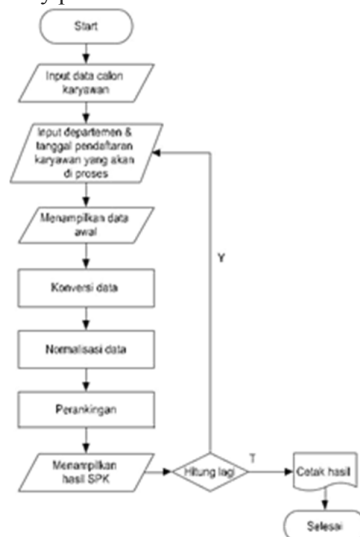 Start
Input data calon
karyawan
Input departemen &
tanggal pendaftaran
karyawan yang akan
di proses
Menampilkan data
awal
Y
Konversi data
Normalisasi data
Perankingan
Menampilkan
hasil SPK
Hitung lagi
T
Cetak hasil
Selesai